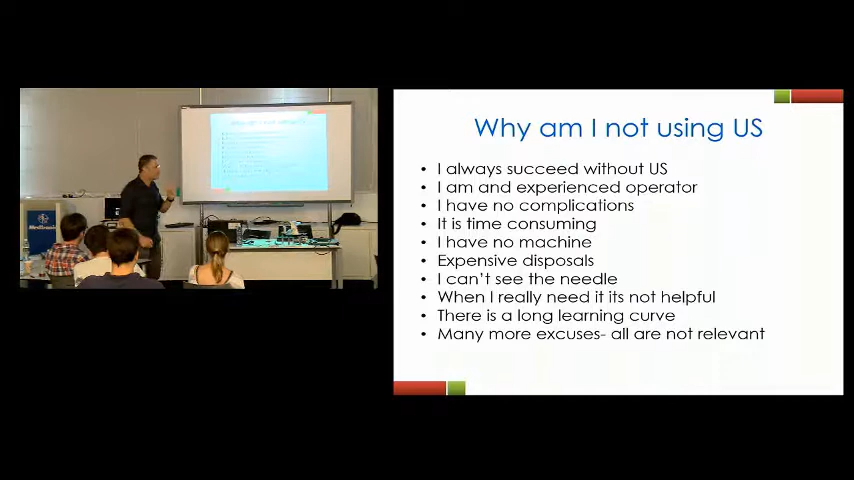 Why am I not using US
• I always succeed without US
• I am and experienced operator
• I have no complications
• It is time consuming
• I have no machine
• Expensive disposals
• I can't see the needle
• When I really need it its not helpful
• There is a long learning curve
• Many more excuses- all are not relevant